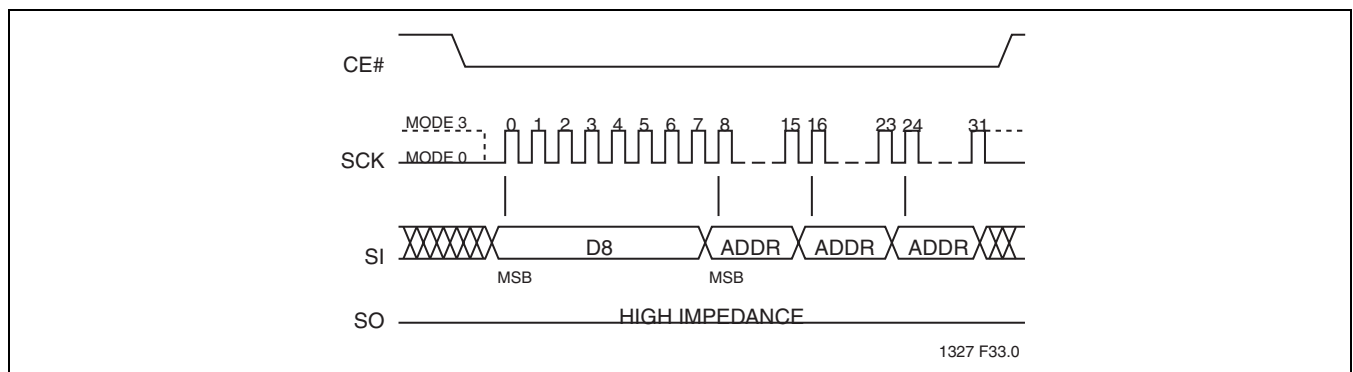 CE#
MODE 3
0 1 2 3 4 5 6 7 8 15 16 23 24 31
SCK
MODE 0
SI
D8
ADDR
ADDR
ADDR
MSB
MSB
SO
HIGH IMPEDANCE
1327 F33.0